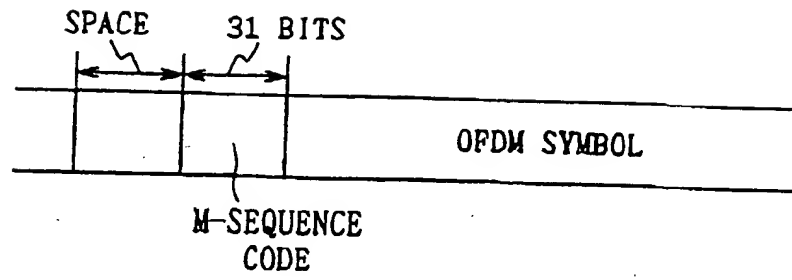 SPACE
31 BITS
OFDM SYMBOL
M-SEQUENCE
CODE